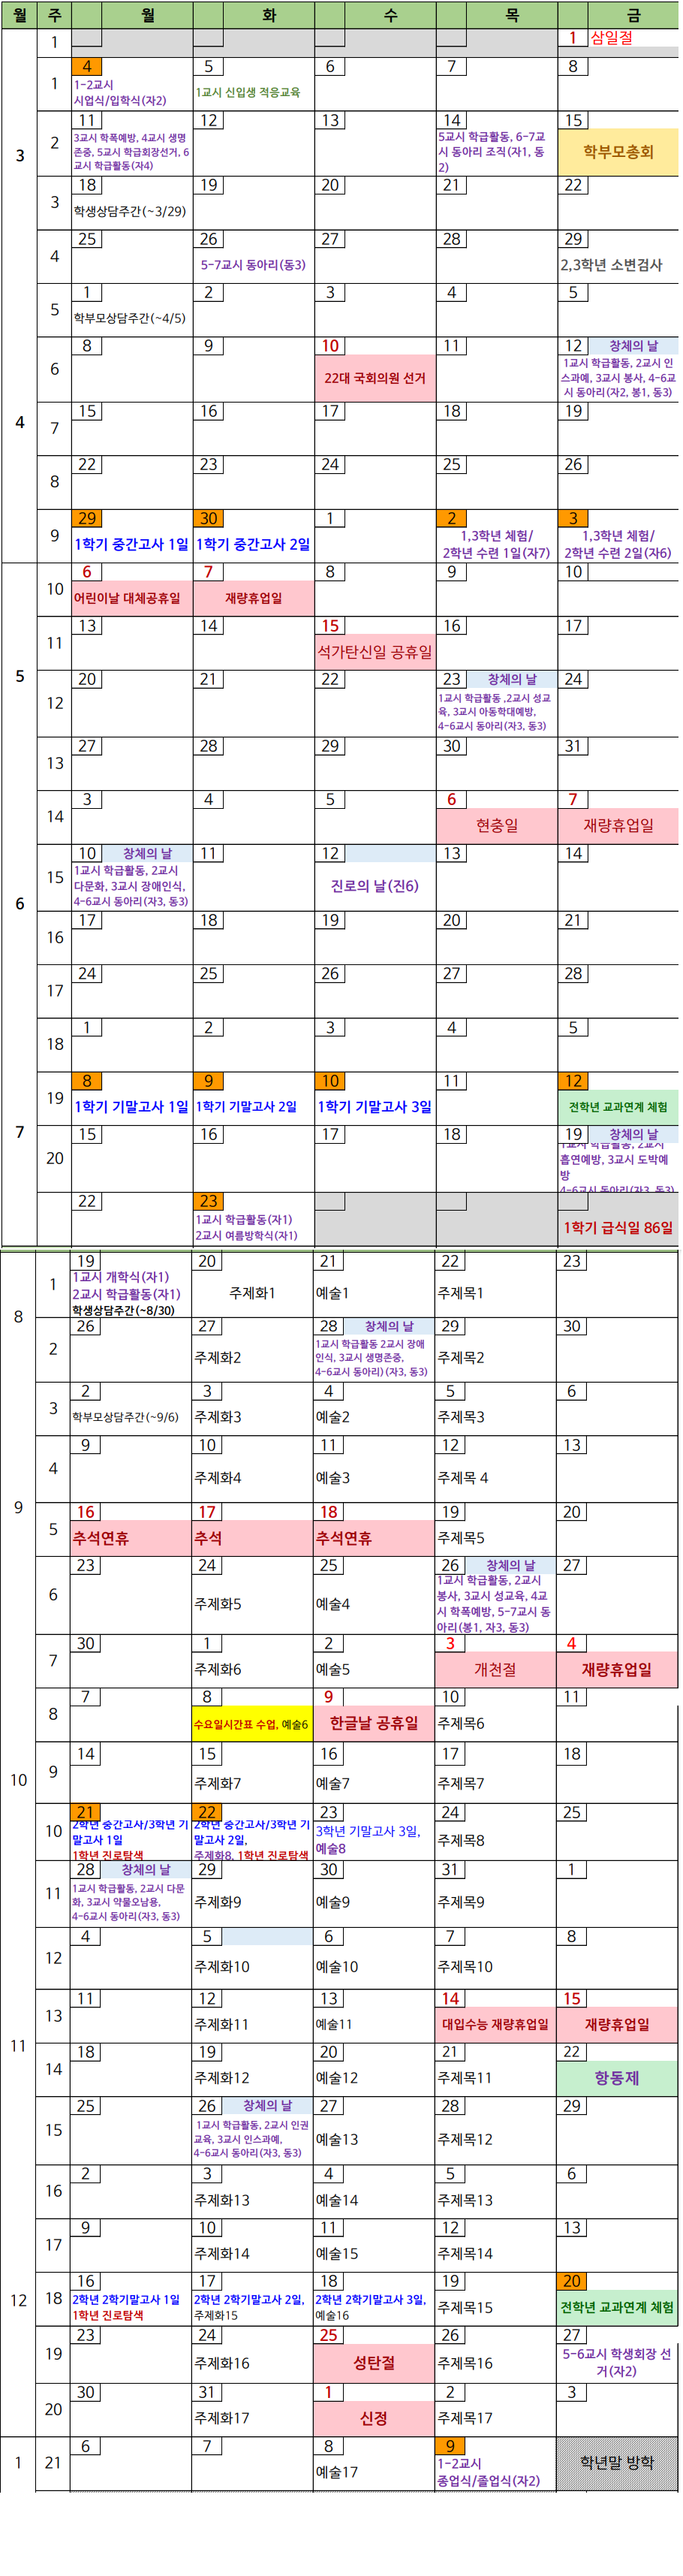 월 주 월 화 수 목 금
3
1 1 삼일절
1 4 5 6 7 8
1-2교시
시업식/입학식(자2)
1교시 신입생 적응교육
2 11 12 13 14 15
3교시 학폭예방, 4교시 생명
존중, 5교시 학급회장선거, 6
교시 학급활동(자4)
5교시 학급활동, 6-7교
시 동아리 조직(자1, 동
2)
학부모총회
3 18 19 20 21 22
학생상담주간(~3/29)
4 25 26 27 28 29
5-7교시 동아리(동3)
2,3학년 소변검사
4
5 1 2 3 4 5
학부모상담주간(~4/5)
6 8 9 10 11 12 창체의 날
22대 국회의원 선거
1교시 학급활동, 2교시 인
스과예, 3교시 봉사, 4-6교
시 동아리(자2, 봉1, 동3)
7 15 16 17 18 19
8 22 23 24 25 26
9 29 30 1 2 3
1학기 중간고사 1일
1학기 중간고사 2일
1,3학년 체험/
2학년 수련 1일(자7)
1,3학년 체험/
2학년 수련 2일(자6)
5
10 6 7 8 9 10
어린이날 대체공휴일
재량휴업일
11 13 14 15 16 17
석가탄신일 공휴일
12 20 21 22 23 창체의 날 24
1교시 학급활동 ,2교시 성교
육, 3교시 아동학대예방,
4-6교시 동아리(자3, 동3)
13 27 28 29 30 31
6
14 3 4 5 6 7
현충일
재량휴업일
15 10 창체의 날 11 12 13 14
1교시 학급활동, 2교시
다문화, 3교시 장애인식,
4-6교시 동아리(자3, 동3)
진로의 날(진6)
16 17 18 19 20 21
17 24 25 26 27 28
7
18 1 2 3 4 5
19 8 9 10 11 12
1학기 기말고사 1일
1학기 기말고사 2일
1학기 기말고사 3일
전학년 교과연계 체험
20 15 16 17 18 19 창체의 날
1교시 학급활동, 2교시
흡연예방, 3교시 도박예
방
4-6교시 동아리(자3, 동3)
22 23
1교시 학급활동(자1)
2교시 여름방학식(자1)
1학기 급식일 86일
8
1 19 20 21 22 23
1교시 개학식(자1)
2교시 학급활동(자1)
학생상담주간(~8/30)
주제화1
예술1
주제목1
2 26 27 28 창체의 날 29 30
주제화2
1교시 학급활동 2교시 장애
인식, 3교시 생명존중,
4-6교시 동아리)(자3, 동3)
주제목2
9
3 2 3 4 5 6
학부모상담주간(~9/6)
주제화3
예술2
주제목3
4 9 10 11 12 13
주제화4
예술3
주제목 4
5 16 17 18 19 20
추석연휴
추석
추석연휴
주제목5
6 23 24 25 26 창체의 날 27
주제화5
예술4
1교시 학급활동, 2교시
봉사, 3교시 성교육, 4교
시 학폭예방, 5-7교시 동
아리(봉1, 자3, 동3)
7 30 1 2 3 4
주제화6
예술5
개천절
재량휴업일
10
8 7 8 9 10 11
수요일시간표 수업, 예술6
한글날 공휴일
주제목6
9 14 15 16 17 18
주제화7
예술7
주제목7
10 21 22 23 24 25
2학년 중간고사/3학년 기
말고사 1일
1학년 진로탐색
2학년 중간고사/3학년 기
말고사 2일,
주제화8, 1학년 진로탐색
3학년 기말고사 3일,
예술8
주제목8
11 28 창체의 날 29 30 31 1
1교시 학급활동, 2교시 다문
화, 3교시 약물오남용,
4-6교시 동아리(자3, 동3)
주제화9
예술9
주제목9
11
12 4 5 6 7 8
주제화10
예술10
주제목10
13 11 12 13 14 15
주제화11
예술11
대입수능 재량휴업일
재량휴업일
14 18 19 20 21 22
주제화12
예술12
주제목11
항동제
15 25 26 창체의 날 27 28 29
1교시 학급활동, 2교시 인권
교육, 3교시 인스과예,
4-6교시 동아리(자3, 동3)
예술13
주제목12
12
16 2 3 4 5 6
주제화13
예술14
주제목13
17 9 10 11 12 13
주제화14
예술15
주제목14
18 16 17 18 19 20
2학년 2학기말고사 1일
1학년 진로탐색
2학년 2학기말고사 2일,
주제화15
2학년 2학기말고사 3일,
예술16
주제목15
전학년 교과연계 체험
19 23 24 25 26 27
주제화16
성탄절
주제목16
5-6교시 학생회장 선
거(자2)
20 30 31 1 2 3
주제화17
신정
주제목17
1
21 6 7 8 9
예술17
1-2교시
종업식/졸업식(자2)
학년말 방학